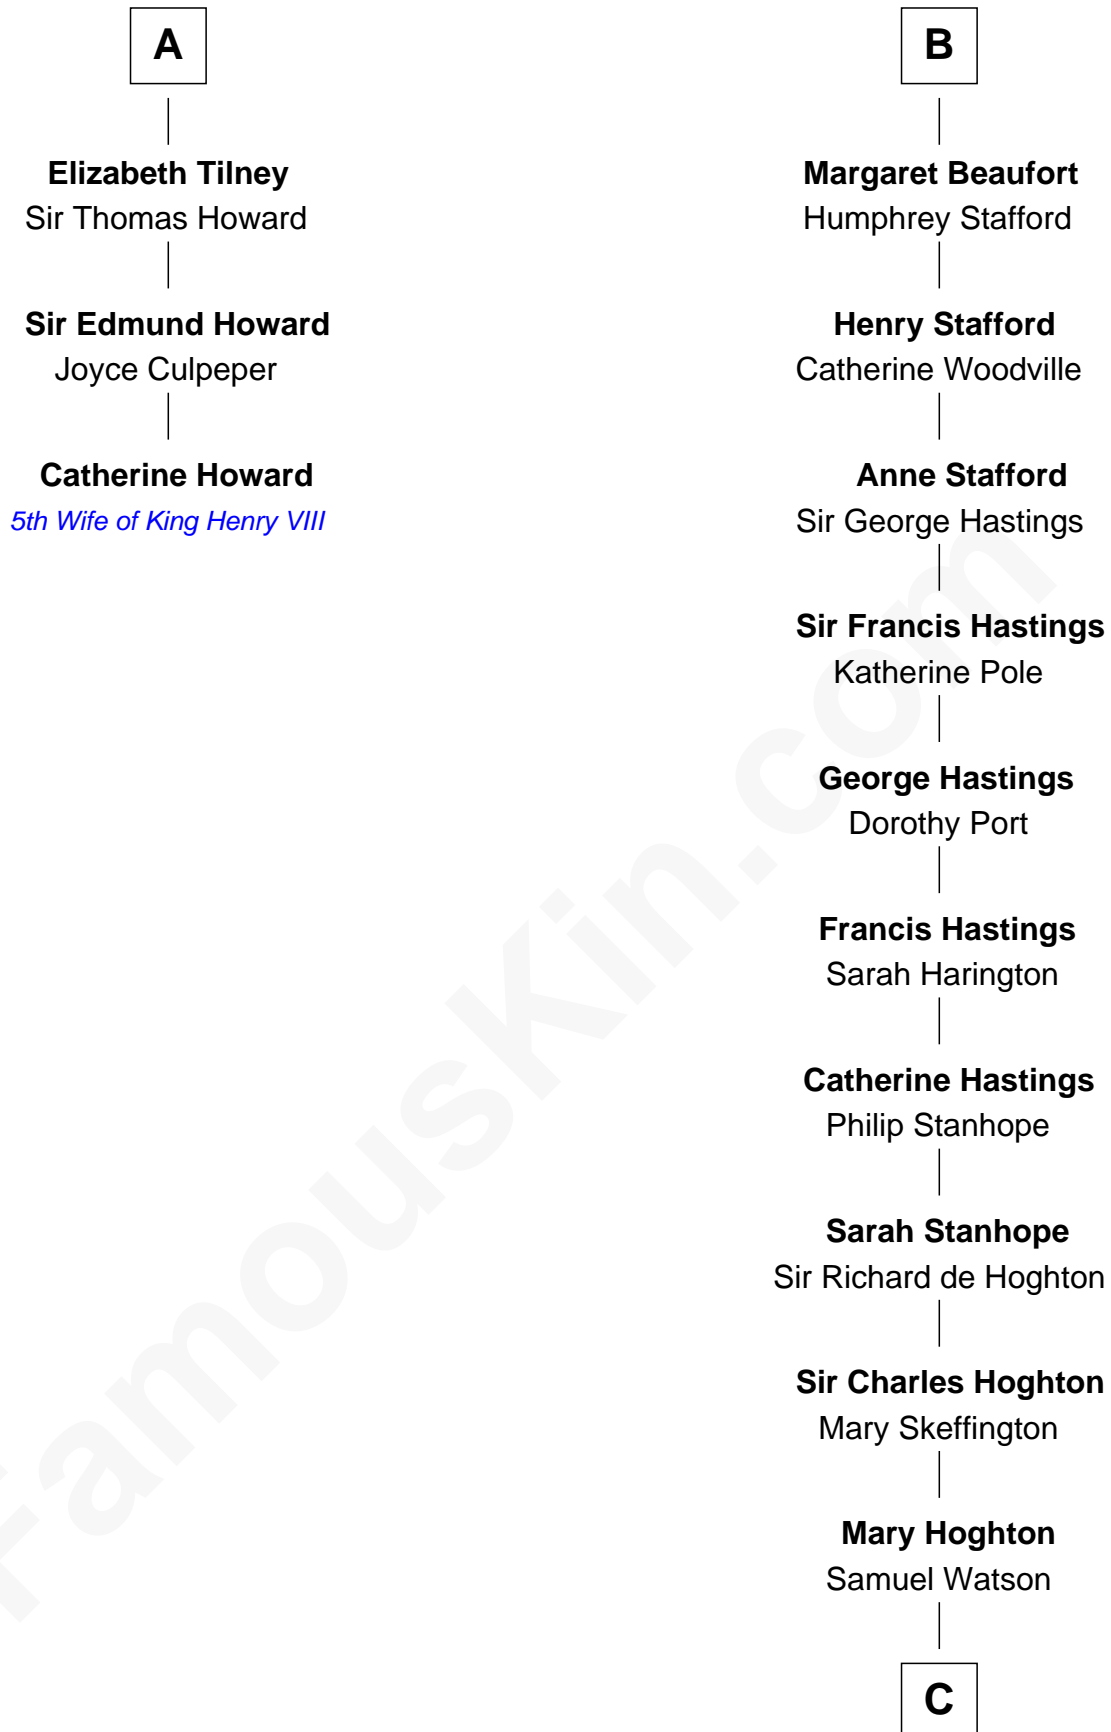 A
Elizabeth Tilney
Sir Thomas Howard
Sir Edmund Howard
Joyce Culpeper
Catherine Howard
5th Wife of King Henry VIII
B
Margaret Beaufort
Humphrey Stafford
Henry Stafford
Catherine Woodville
Anne Stafford
Sir George Hastings
Sir Francis Hastings
Katherine Pole
George Hastings
Dorothy Port
Francis Hastings
Sarah Harington
Catherine Hastings
Philip Stanhope
Sarah Stanhope
Sir Richard de Hoghton
Sir Charles Hoghton
Mary Skeffington
Mary Hoghton
Samuel Watson
C
FamousKin.com